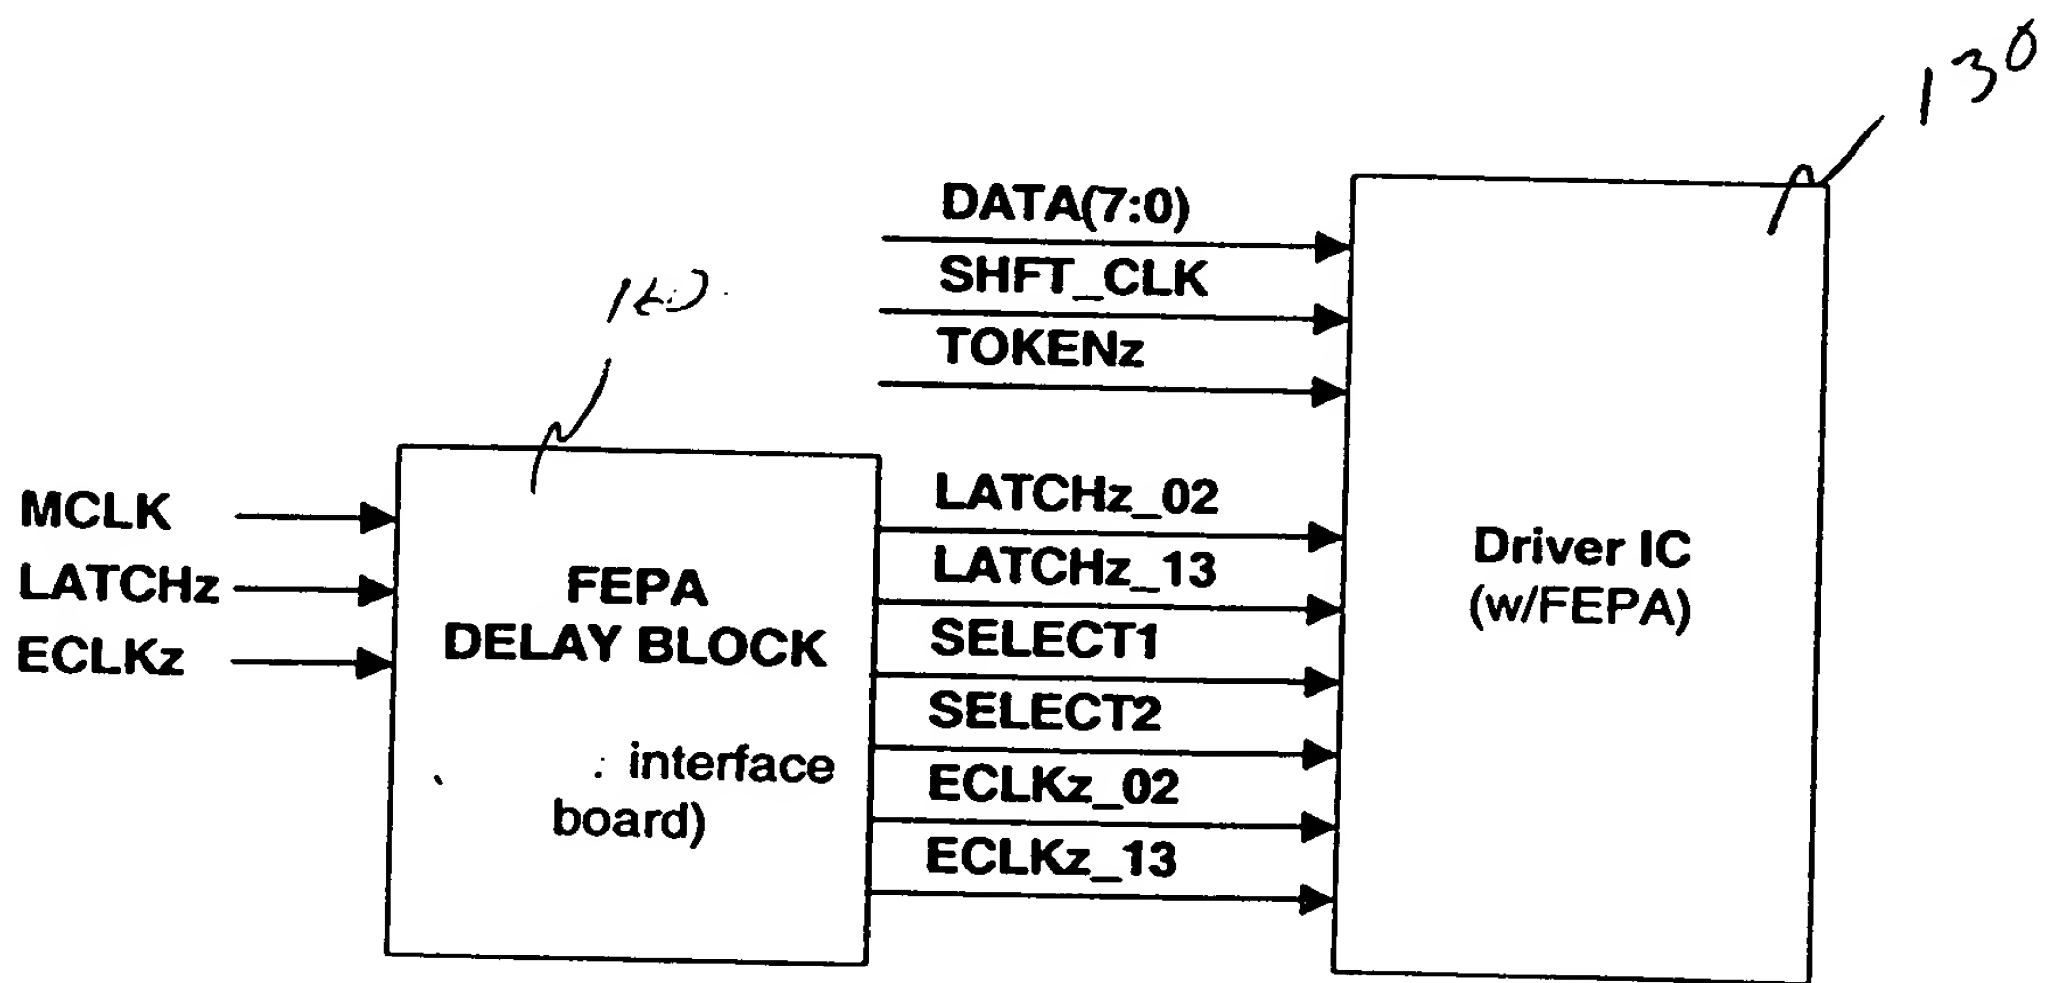 130
DATA(7:0)
SHFT_CLK
TOKENz
MCLK
LATCHz
ECLKz
FEPA
DELAY BLOCK
interface
board)
LATCHz_02
LATCHz_13
SELECT1
SELECT2
ECLKz_02
ECLKz_13
Driver IC
(w/FEPA)